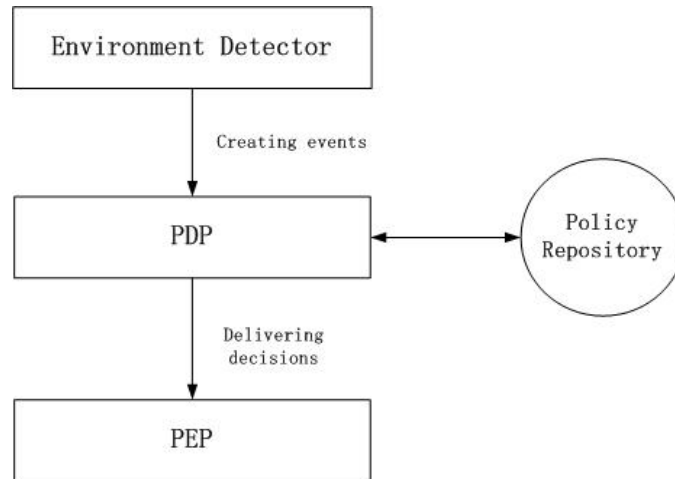 Environment Detector
Creating events
PDP
Policy
Repository
Delivering
decisions
PEP